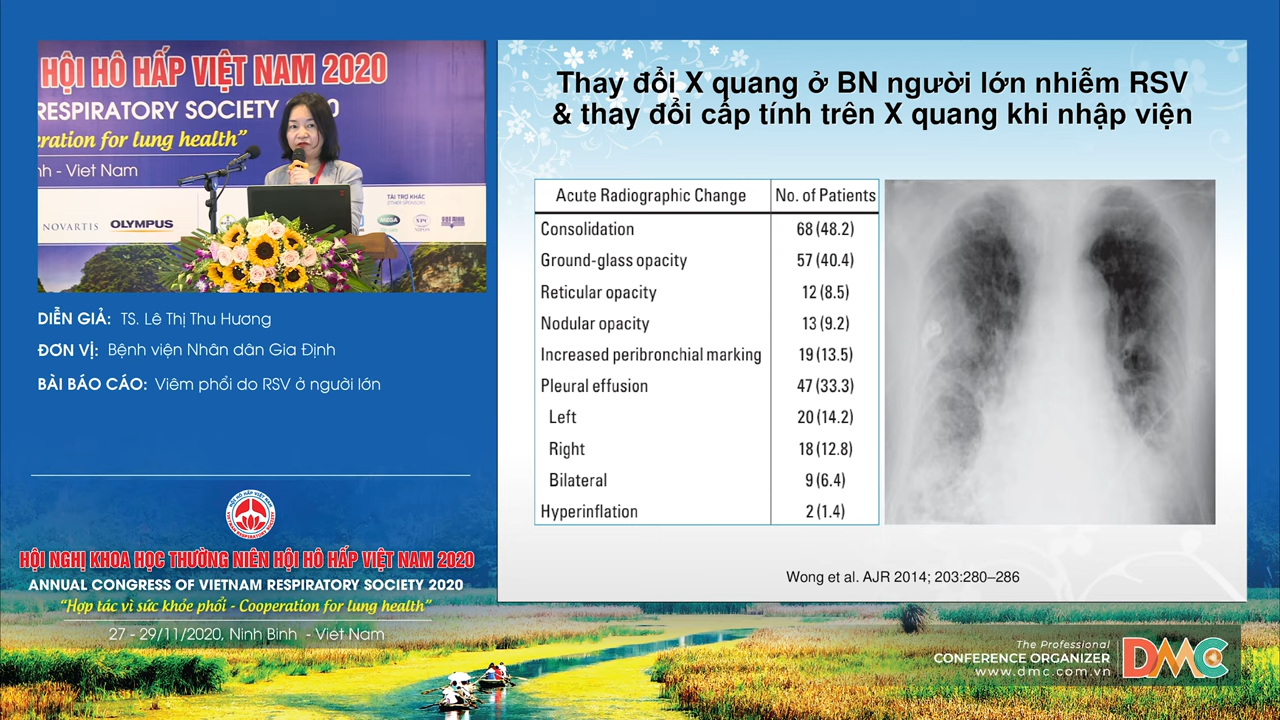 HỘI HÔ HẤP VIỆT NAM 2020
RESPIRATORY SOCIETY 2020
ration for lung health”
nh - Viet Nam
TÀI TRỢ KHÁC
NOVARTIS
OLYMPUS
MEGA
DIỄN GIẢ: TS. Lê Thị Thu Hương
ĐƠN VỊ: Bệnh viện Nhân dân Gia Định
BÀI BÁO CÁO: Viêm phổi do RSV ở người lớn
HỘI NGHỊ KHOA HỌC THƯỜNG NIÊN HỘI HÔ HẤP VIỆT NAM 2020
ANNUAL CONGRESS OF VIETNAM RESPIRATORY SOCIETY 2020
“Hợp tác vì sức khỏe phổi - Cooperation for lung health”
27 - 29/11/2020, Ninh Bình - Việt Nam
Thay đổi X quang ở BN người lớn nhiễm RSV
& thay đổi cấp tính trên X quang khi nhập viện
Acute Radiographic Change No. of Patients
Consolidation 68 (48.2)
Ground-glass opacity 57 (40.4)
Reticular opacity 12 (8.5)
Nodular opacity 13 (9.2)
Increased peribronchial marking 19 (13.5)
Pleural effusion 47 (33.3)
Left 20 (14.2)
Right 18 (12.8)
Bilateral 9 (6.4)
Hyperinflation 2 (1.4)
Wong et al. AJR 2014; 203:280–286
The Professional
CONFERENCE ORGANIZER
www.dmc.com.vn
DMC